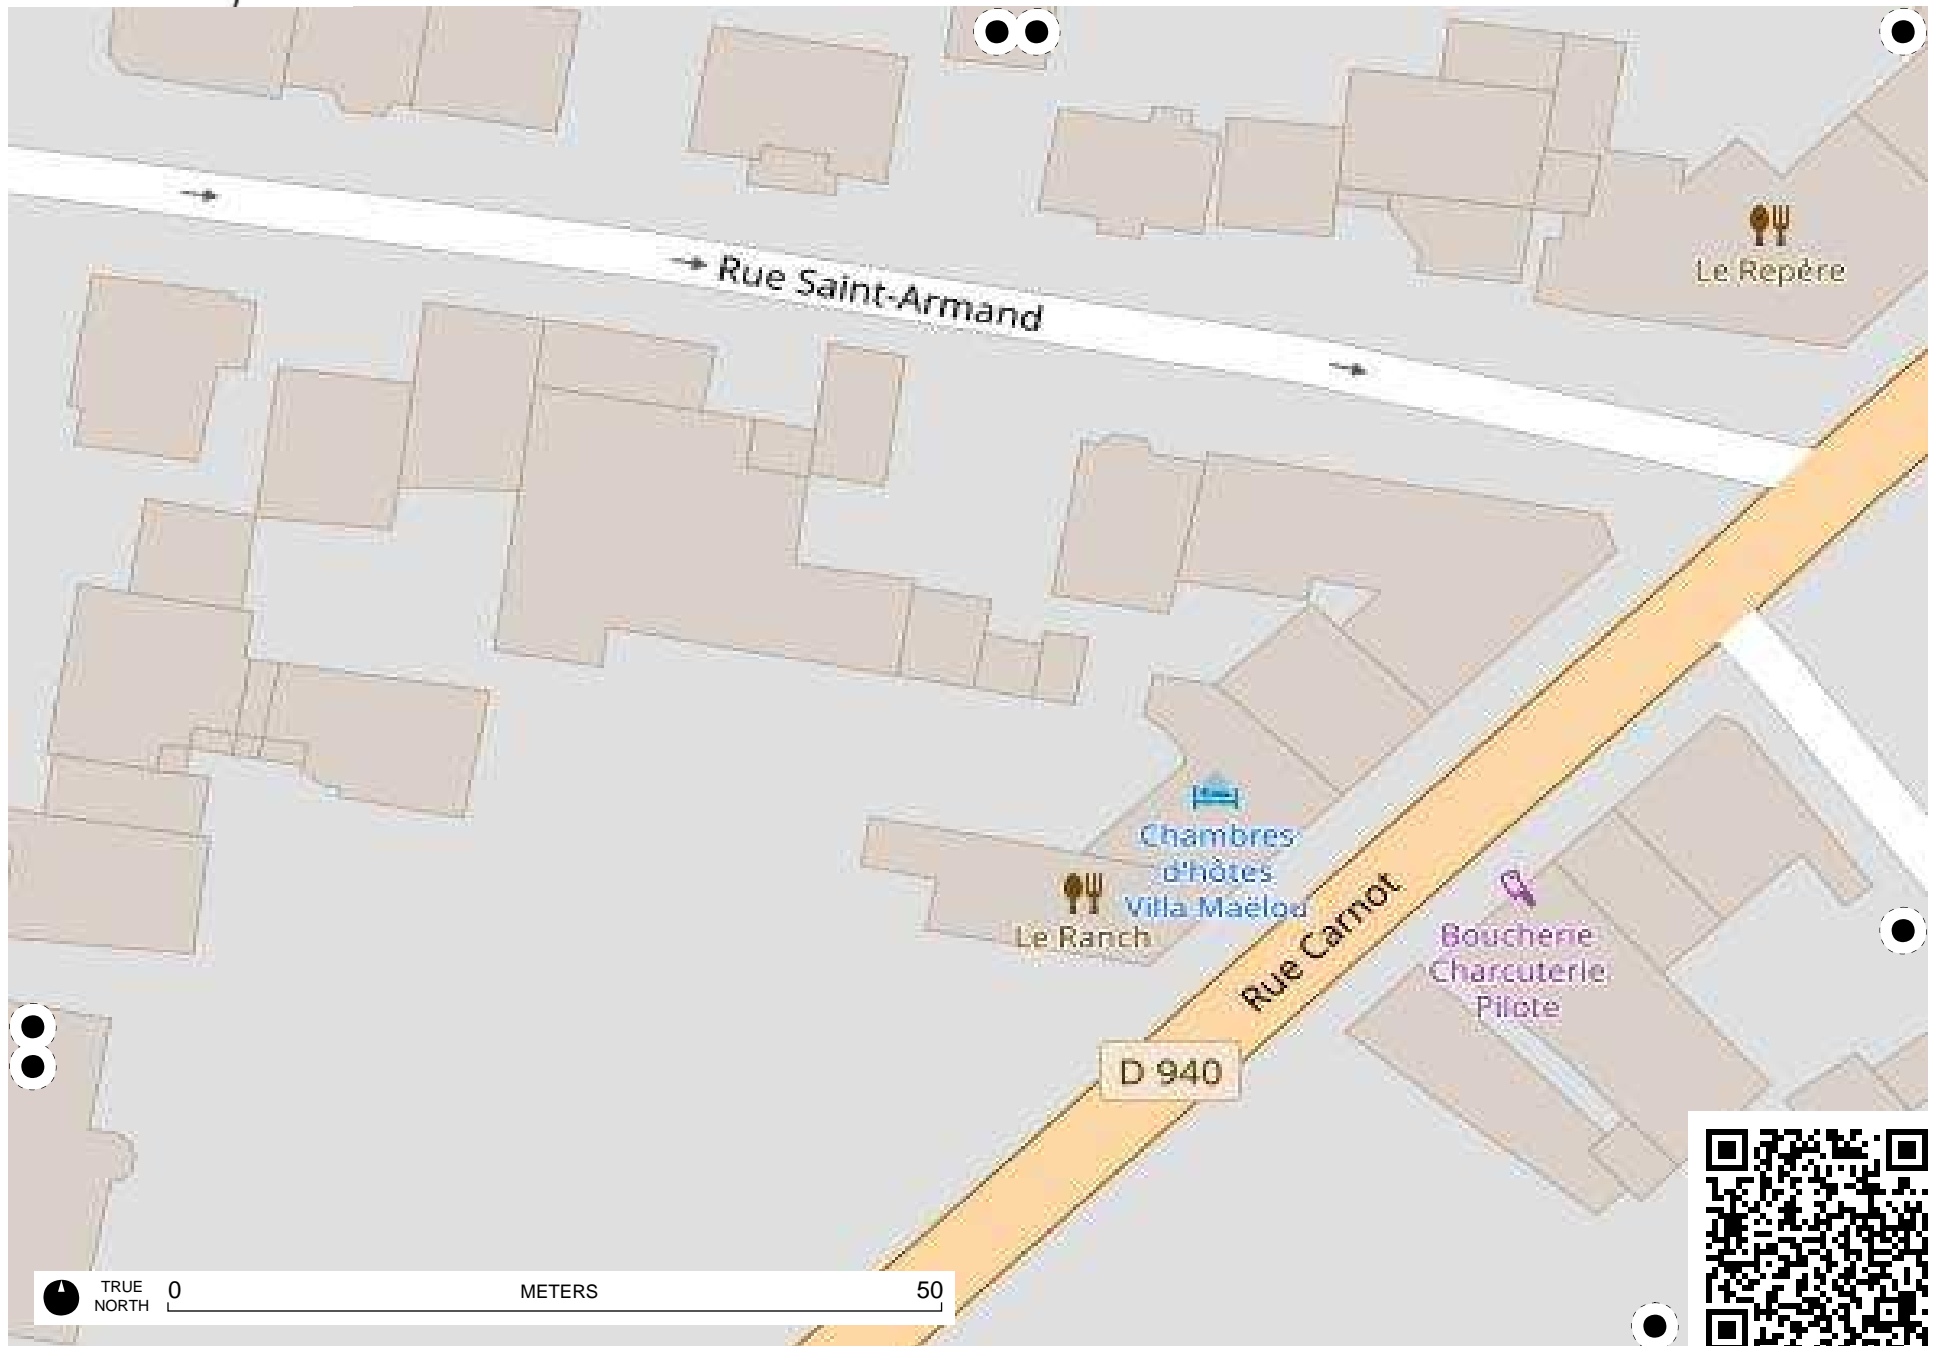 Rue Saint-Armand
Le Repère
Chambres
d'hôtes
Villa Maëlou
Le Ranch
Rue Carnot
Boucherie
Charcuterie
Pilote
D 940
TRUE
NORTH
0 METERS 50